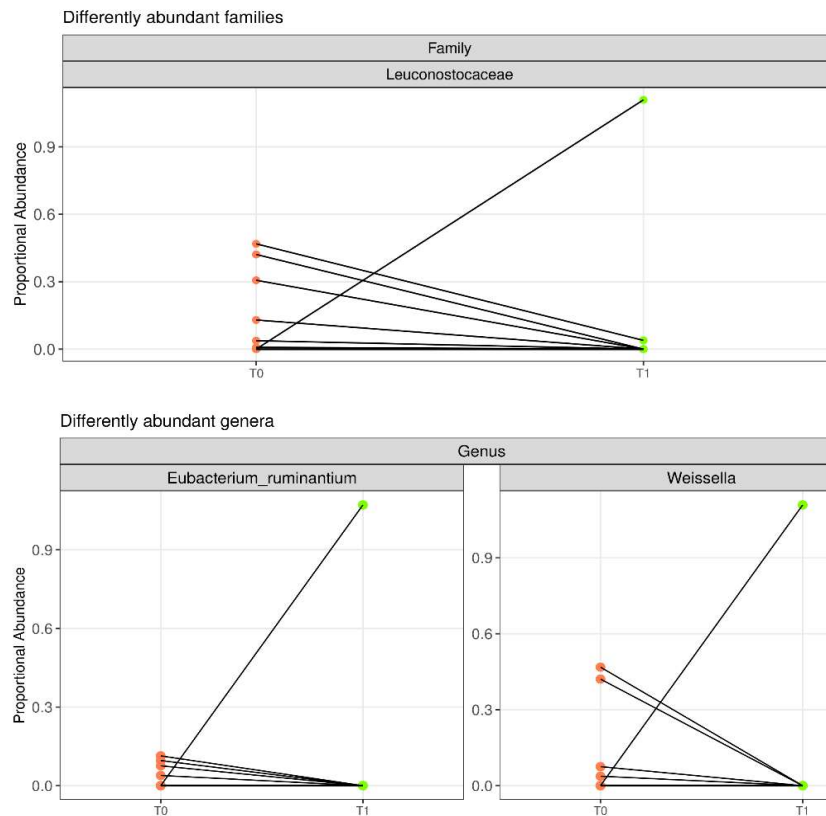 Differently abundant families
Family
Leuconostocaceae
Proportional Abundance
0.9
0.6
0.3
0.0
T0 T1
Differently abundant genera
Genus
Eubacterium_ruminantium Weissella
Proportional Abundance
0.9 0.9
0.6 0.6
0.3 0.3
0.0 0.0
T0 T1 T0 T1